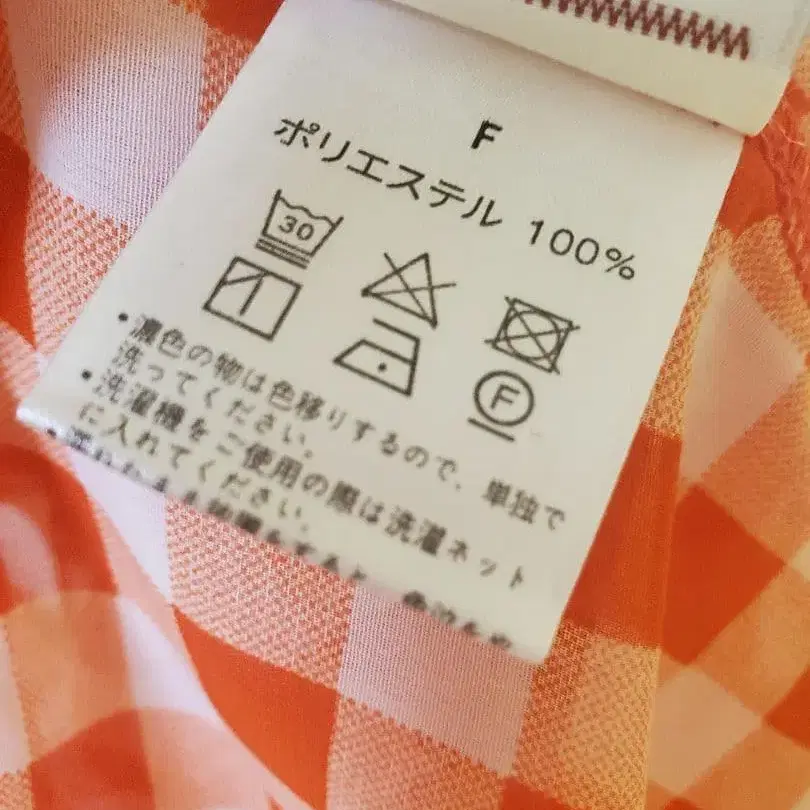 F
ポリエステル 100%
30
F
・濃色の物は色移りするので、単独で
洗ってください。
・洗濯機をご使用の際は洗濯ネット
に入れてください。